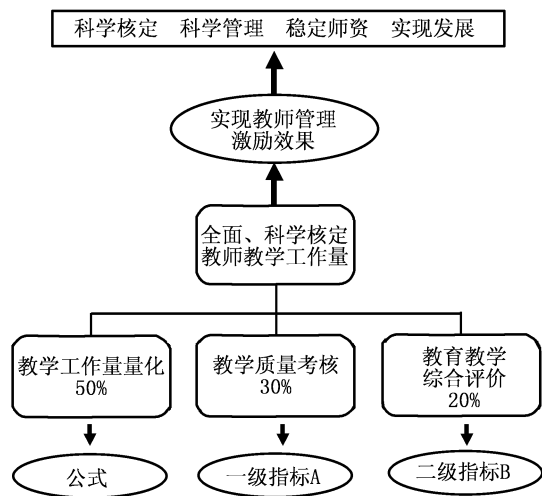 科学核定 科学管理 稳定师资 实现发展
实现教师管理
激励效果
全面、科学核定
教师教学工作量
教学工作量量化
50%
教学质量考核
30%
教育教学
综合评价
20%
公式
一级指标A
二级指标B